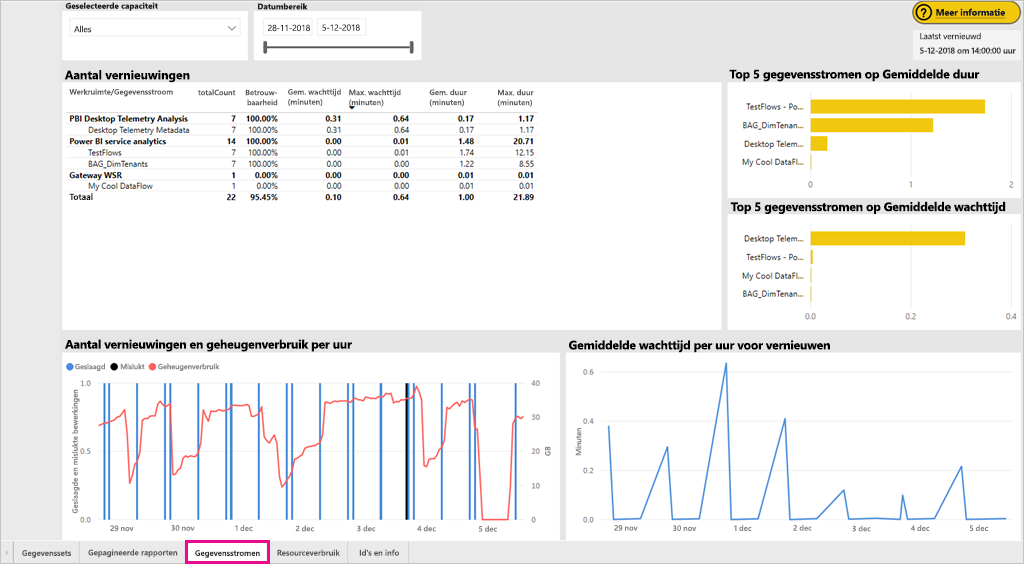 Geselecteerde capaciteit
Alles
Datumbereik
28-11-2018 5-12-2018
? Meer informatie
Laatst vernieuwd
5-12-2018 om 14:00:00 uur
Aantal vernieuwingen
Werkruimte/Gegevensstroom totalCount Betrouw- Gem. wachttijd Max. wachttijd Gem. duur Max. duur
baarheid (minuten) (minuten) (minuten) (minuten)
PBI Desktop Telemetry Analysis 7 100.00% 0.31 0.64 0.17 1.17
Desktop Telemetry Metadata 7 100.00% 0.31 0.64 0.17 1.17
Power BI service analytics 14 100.00% 0.00 0.01 1.48 20.71
TestFlows 7 100.00% 0.00 0.01 1.74 12.15
BAG_DimTenants 7 100.00% 0.00 0.00 1.22 8.55
Gateway WSR 1 0.00% 0.00 0.00 0.01 0.01
My Cool DataFlow 1 0.00% 0.00 0.00 0.01 0.01
Totaal 22 95.45% 0.10 0.64 1.00 21.89
Top 5 gegevensstromen op Gemiddelde duur
TestFlows - Po...
BAG_DimTenan...
Desktop Telem...
My Cool DataFl...
0 1 2
Top 5 gegevensstromen op Gemiddelde wachttijd
Desktop Telem...
TestFlows - Po...
My Cool DataFl...
BAG_DimTenan...
0.0 0.2 0.4
Aantal vernieuwingen en geheugenverbruik per uur
Geslaagd Mislukt Geheugenverbruik
Geslaagde en mislukte bewerkingen
1.0
0.5
0.0
40
30
20
10
0
GB
29 nov 30 nov 1 dec 2 dec 3 dec 4 dec 5 dec
Gemiddelde wachttijd per uur voor vernieuwen
Minuten
0.6
0.4
0.2
0.0
29 nov 30 nov 1 dec 2 dec 3 dec 4 dec 5 dec
Gegevenssets Gepagineerde rapporten Gegevensstromen Resourceverbruik Id's en info